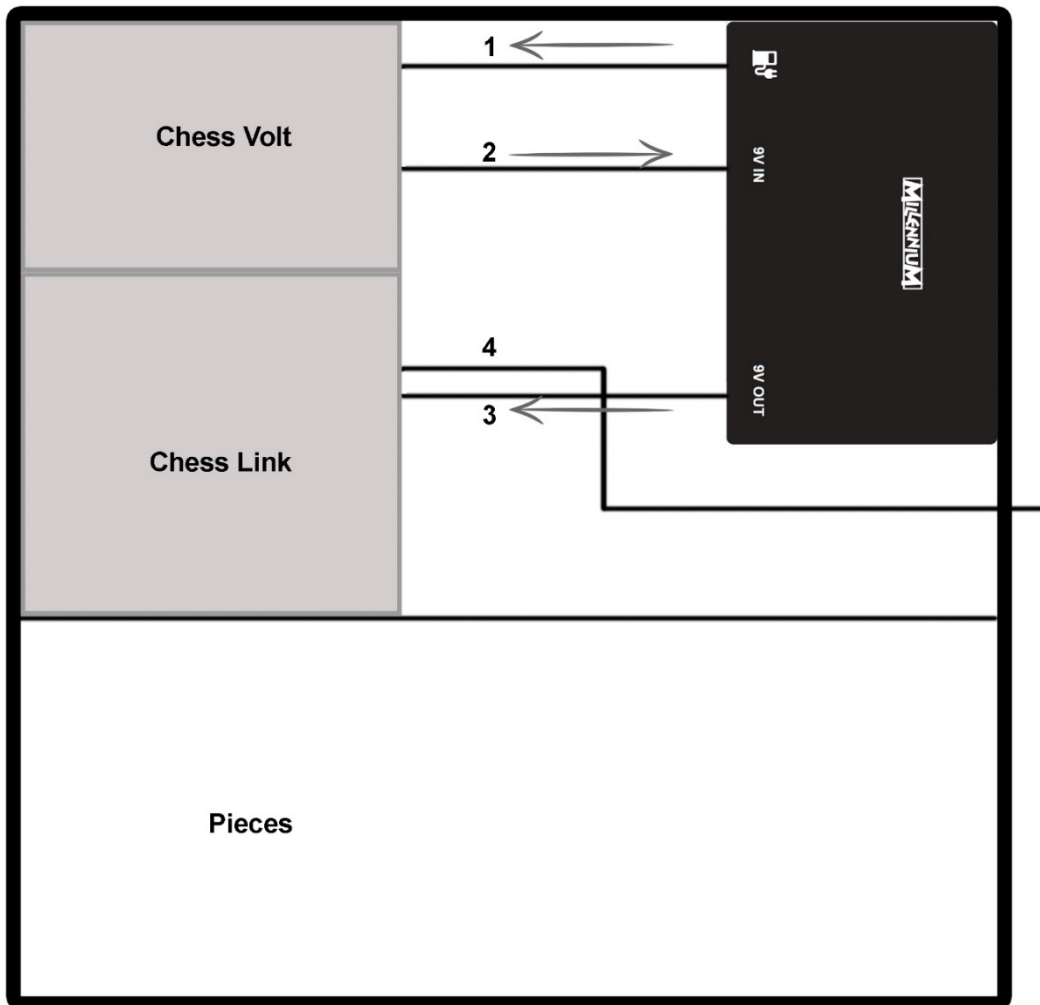 1
Chess Volt
2
9V IN
MILLENNIUM
4
9V OUT
3
Chess Link
Pieces